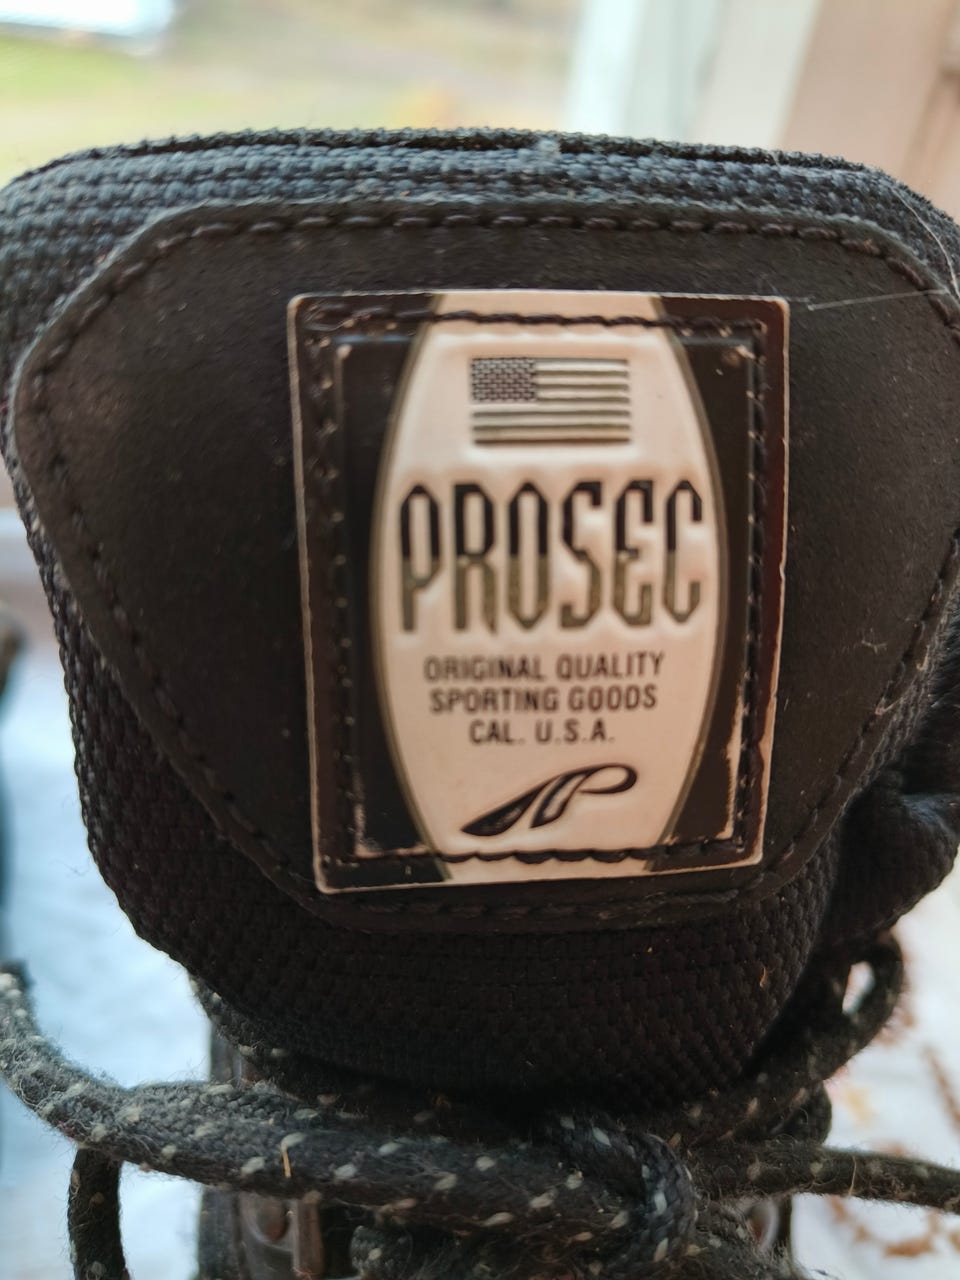 PROSEC
ORIGINAL QUALITY
SPORTING GOODS
CAL. U.S.A.